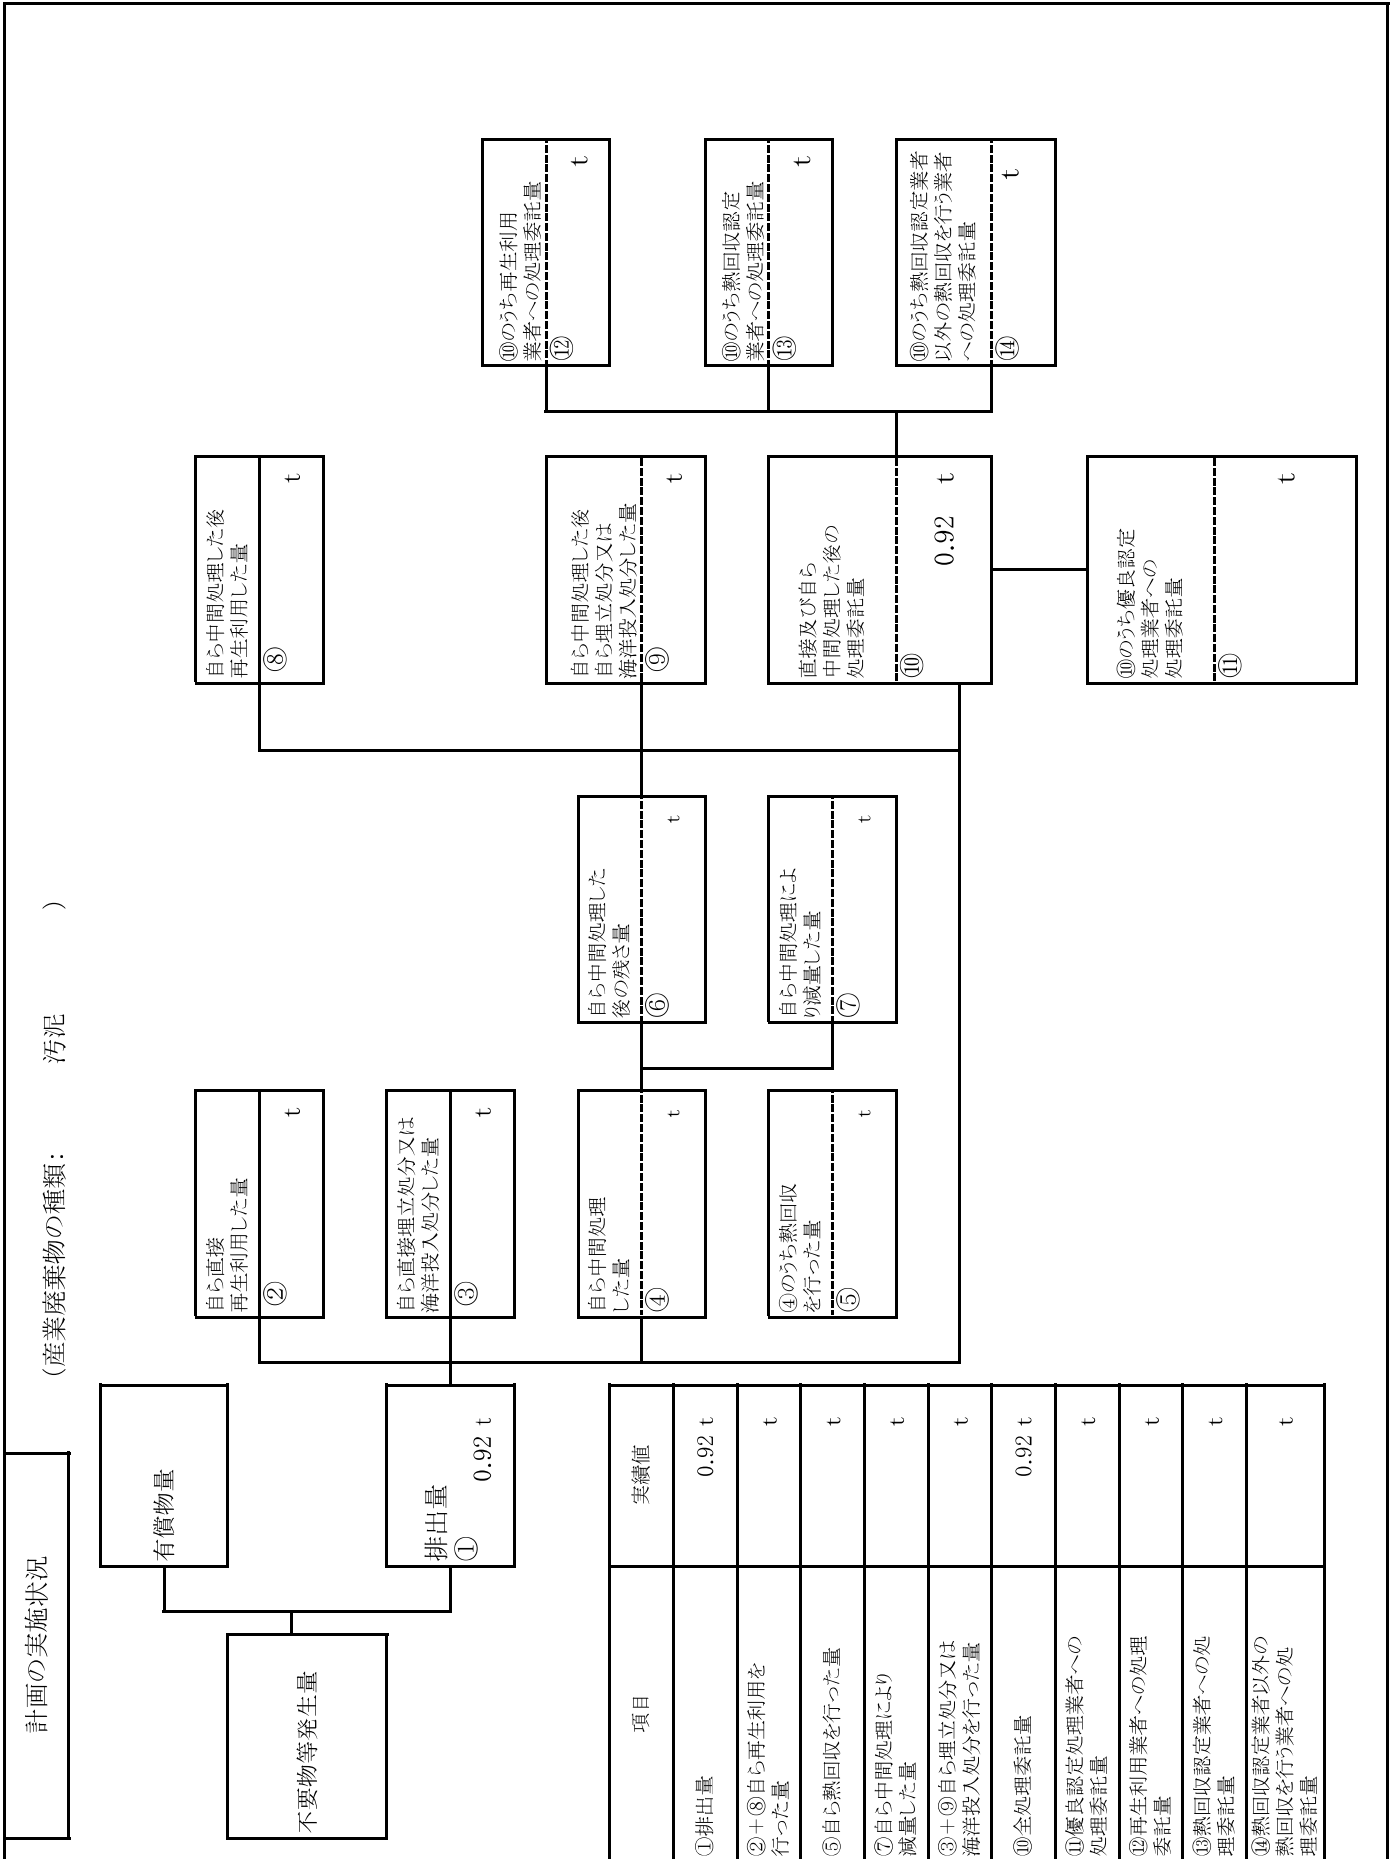 計画の実施状況
(産業廃棄物の種類： 汚泥 )
有償物量
不要物等発生量
排出量
① 0.92 t
自ら直接
再生利用した量
② t
自ら直接埋立処分又は
海洋投入処分した量
③ t
自ら中間処理
した量
④ t
④のうち熱回収
を行った量
⑤ t
自ら中間処理した
後の残さ量
⑥ t
自ら中間処理によ
り減量した量
⑦ t
自ら中間処理した後
再生利用した量
⑧ t
自ら中間処理した後
自ら埋立処分又は
海洋投入処分した量
⑨ t
直接及び自ら
中間処理した後の
処理委託量
⑩ 0.92 t
⑩のうち優良認定
処理業者への
処理委託量
⑪ t
⑩のうち再生利用
業者への処理委託量
⑫ t
⑩のうち熱回収認定
業者への処理委託量
⑬ t
⑩のうち熱回収認定業者
以外の熱回収を行う業者
への処理委託量
⑭ t
項目 実績値
①排出量 0.92 t
②＋⑧自ら再生利用を
行った量 t
⑤自ら熱回収を行った量 t
⑦自ら中間処理により
減量した量 t
③＋⑨自ら埋立処分又は
海洋投入処分を行った量 t
⑩全処理委託量 0.92 t
⑪優良認定処理業者への
処理委託量 t
⑫再生利用業者への処理
委託量 t
⑬熱回収認定業者への処
理委託量 t
⑭熱回収認定業者以外の
熱回収を行う業者への処
理委託量 t